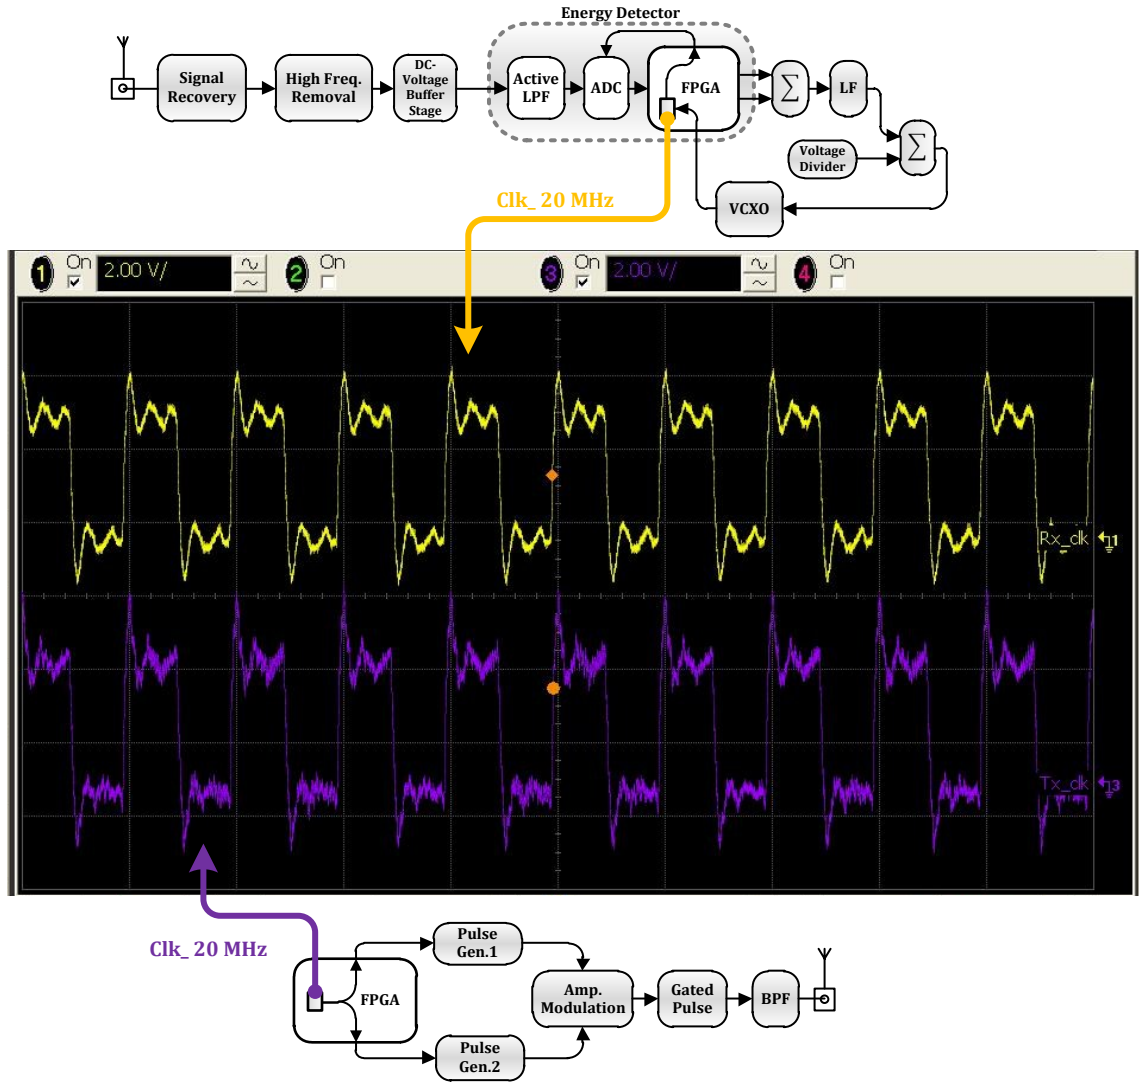 Energy Detector
Signal
Recovery
High Freq.
Removal
DC-
Voltage
Buffer
Stage
Active
LPF
ADC
FPGA
∑
LF
Voltage
Divider
∑
VCXO
Clk_ 20 MHz
1 On 2.00 V/ 2 On 3 On 2.00 V/ 4 On
Rx_clk 1
Tx_clk 3
Clk_ 20 MHz
FPGA
Pulse
Gen.1
Pulse
Gen.2
Amp.
Modulation
Gated
Pulse
BPF